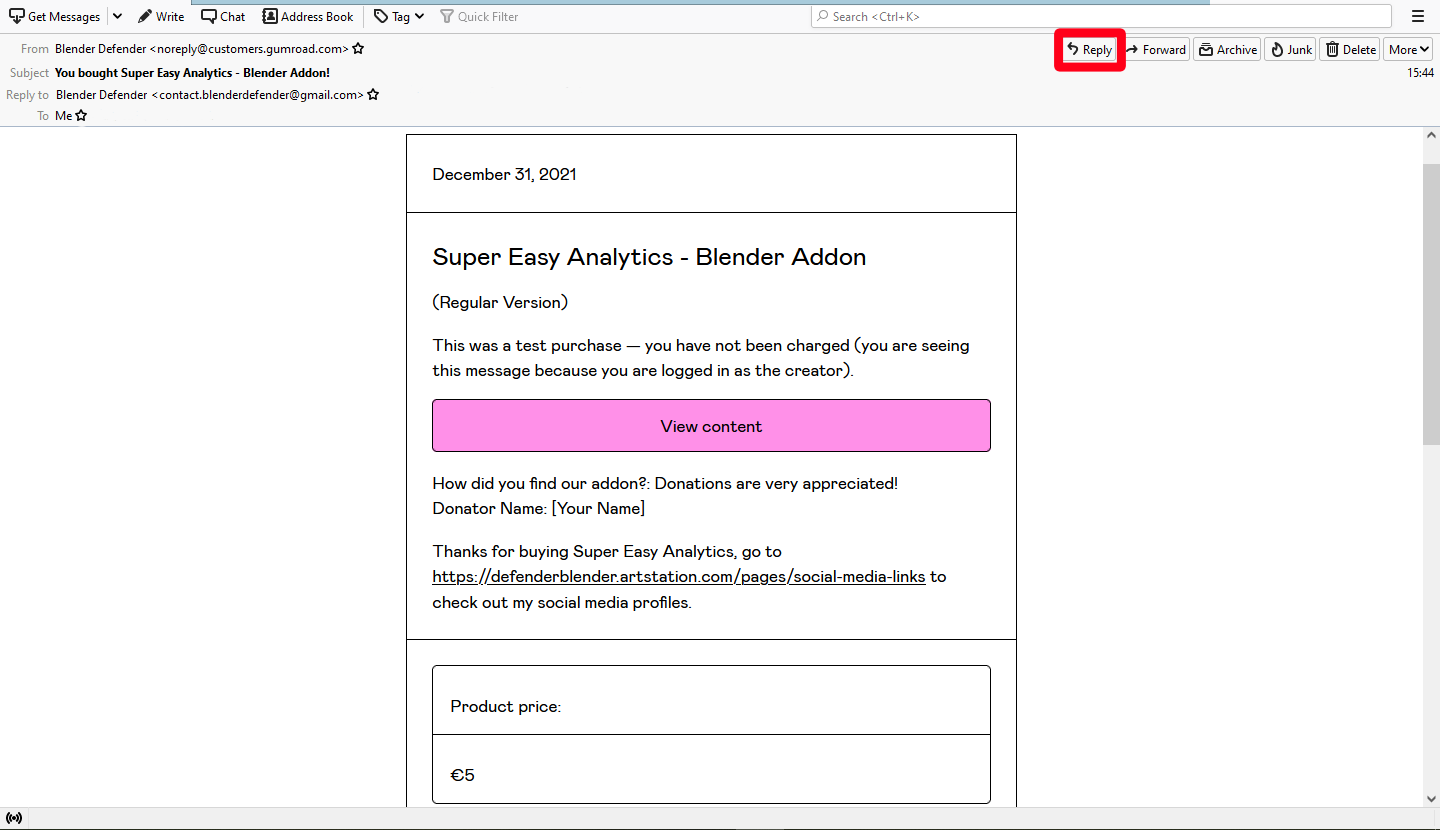 Get Messages Write Chat Address Book Tag Quick Filter Search <Ctrl+K>
From Blender Defender <noreply@customers.gumroad.com> Reply Forward Archive Junk Delete More
Subject You bought Super Easy Analytics - Blender Addon! 15:44
Reply to Blender Defender <contact.blenderdefender@gmail.com>
To Me
December 31, 2021
Super Easy Analytics - Blender Addon
(Regular Version)
This was a test purchase — you have not been charged (you are seeing
this message because you are logged in as the creator).
View content
How did you find our addon?: Donations are very appreciated!
Donator Name: [Your Name]
Thanks for buying Super Easy Analytics, go to
https://defenderblender.artstation.com/pages/social-media-links to
check out my social media profiles.
Product price:
€5